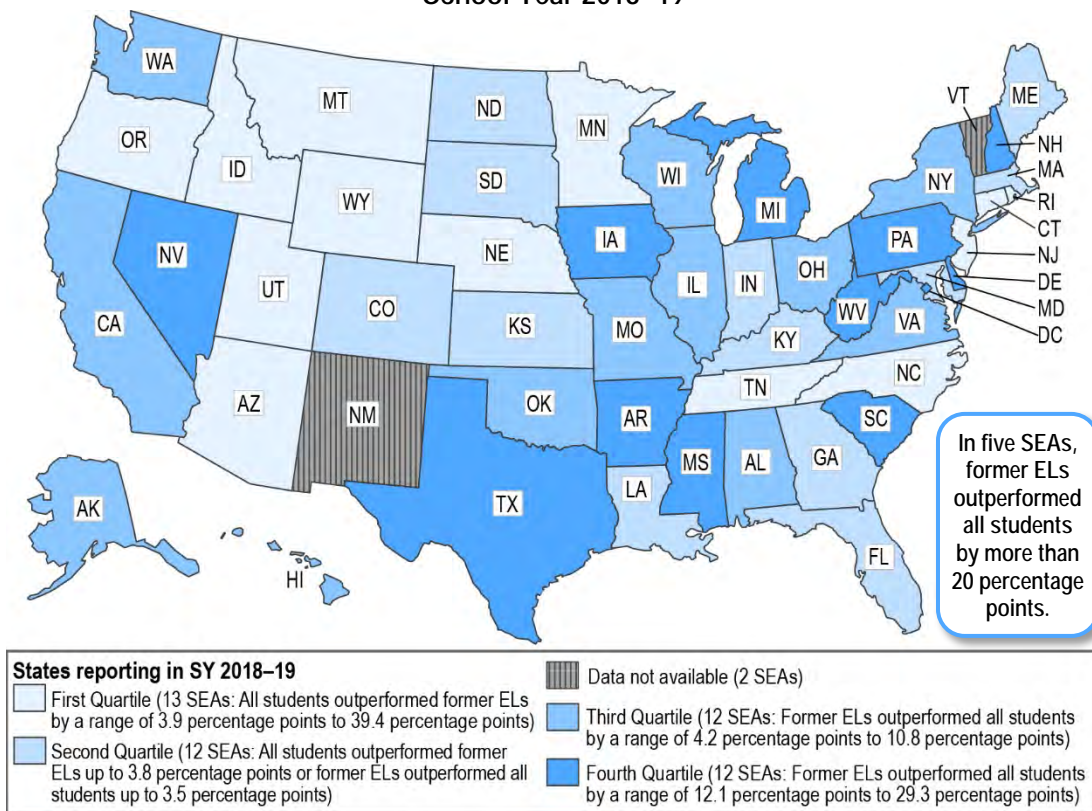 School Year 2018–19
WA
MT
ND
MN
VT
ME
OR
ID
SD
WI
NH
MA
WY
NY
RI
CT
MI
IA
PA
NJ
NE
NV
OH
DE
UT
IL
IN
MD
CO
WV
DC
CA
KS
MO
VA
KY
NC
TN
AZ
NM
OK
AR
SC
MS
AL
GA
LA
TX
AK
FL
HI
In five SEAs,
former ELs
outperformed
all students
by more than
20 percentage
points.
States reporting in SY 2018–19
First Quartile (13 SEAs: All students outperformed former ELs
by a range of 3.9 percentage points to 39.4 percentage points)
Second Quartile (12 SEAs: All students outperformed former
ELs up to 3.8 percentage points or former ELs outperformed all
students up to 3.5 percentage points)
Data not available (2 SEAs)
Third Quartile (12 SEAs: Former ELs outperformed all students
by a range of 4.2 percentage points to 10.8 percentage points)
Fourth Quartile (12 SEAs: Former ELs outperformed all students
by a range of 12.1 percentage points to 29.3 percentage points)